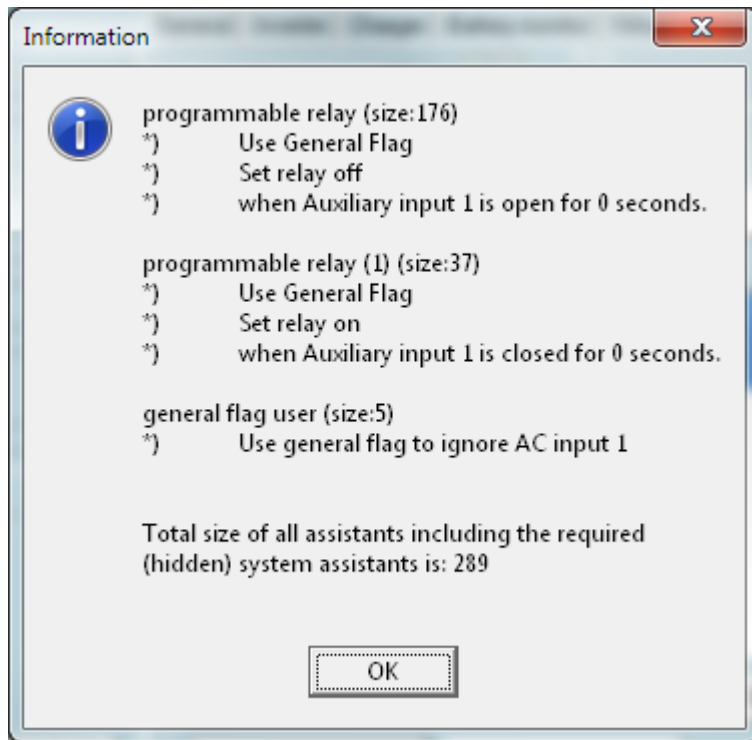 Information
programmable relay (size:176)
*) Use General Flag
*) Set relay off
*) when Auxiliary input 1 is open for 0 seconds.
programmable relay (1) (size:37)
*) Use General Flag
*) Set relay on
*) when Auxiliary input 1 is closed for 0 seconds.
general flag user (size:5)
*) Use general flag to ignore AC input 1
Total size of all assistants including the required
(hidden) system assistants is: 289
OK